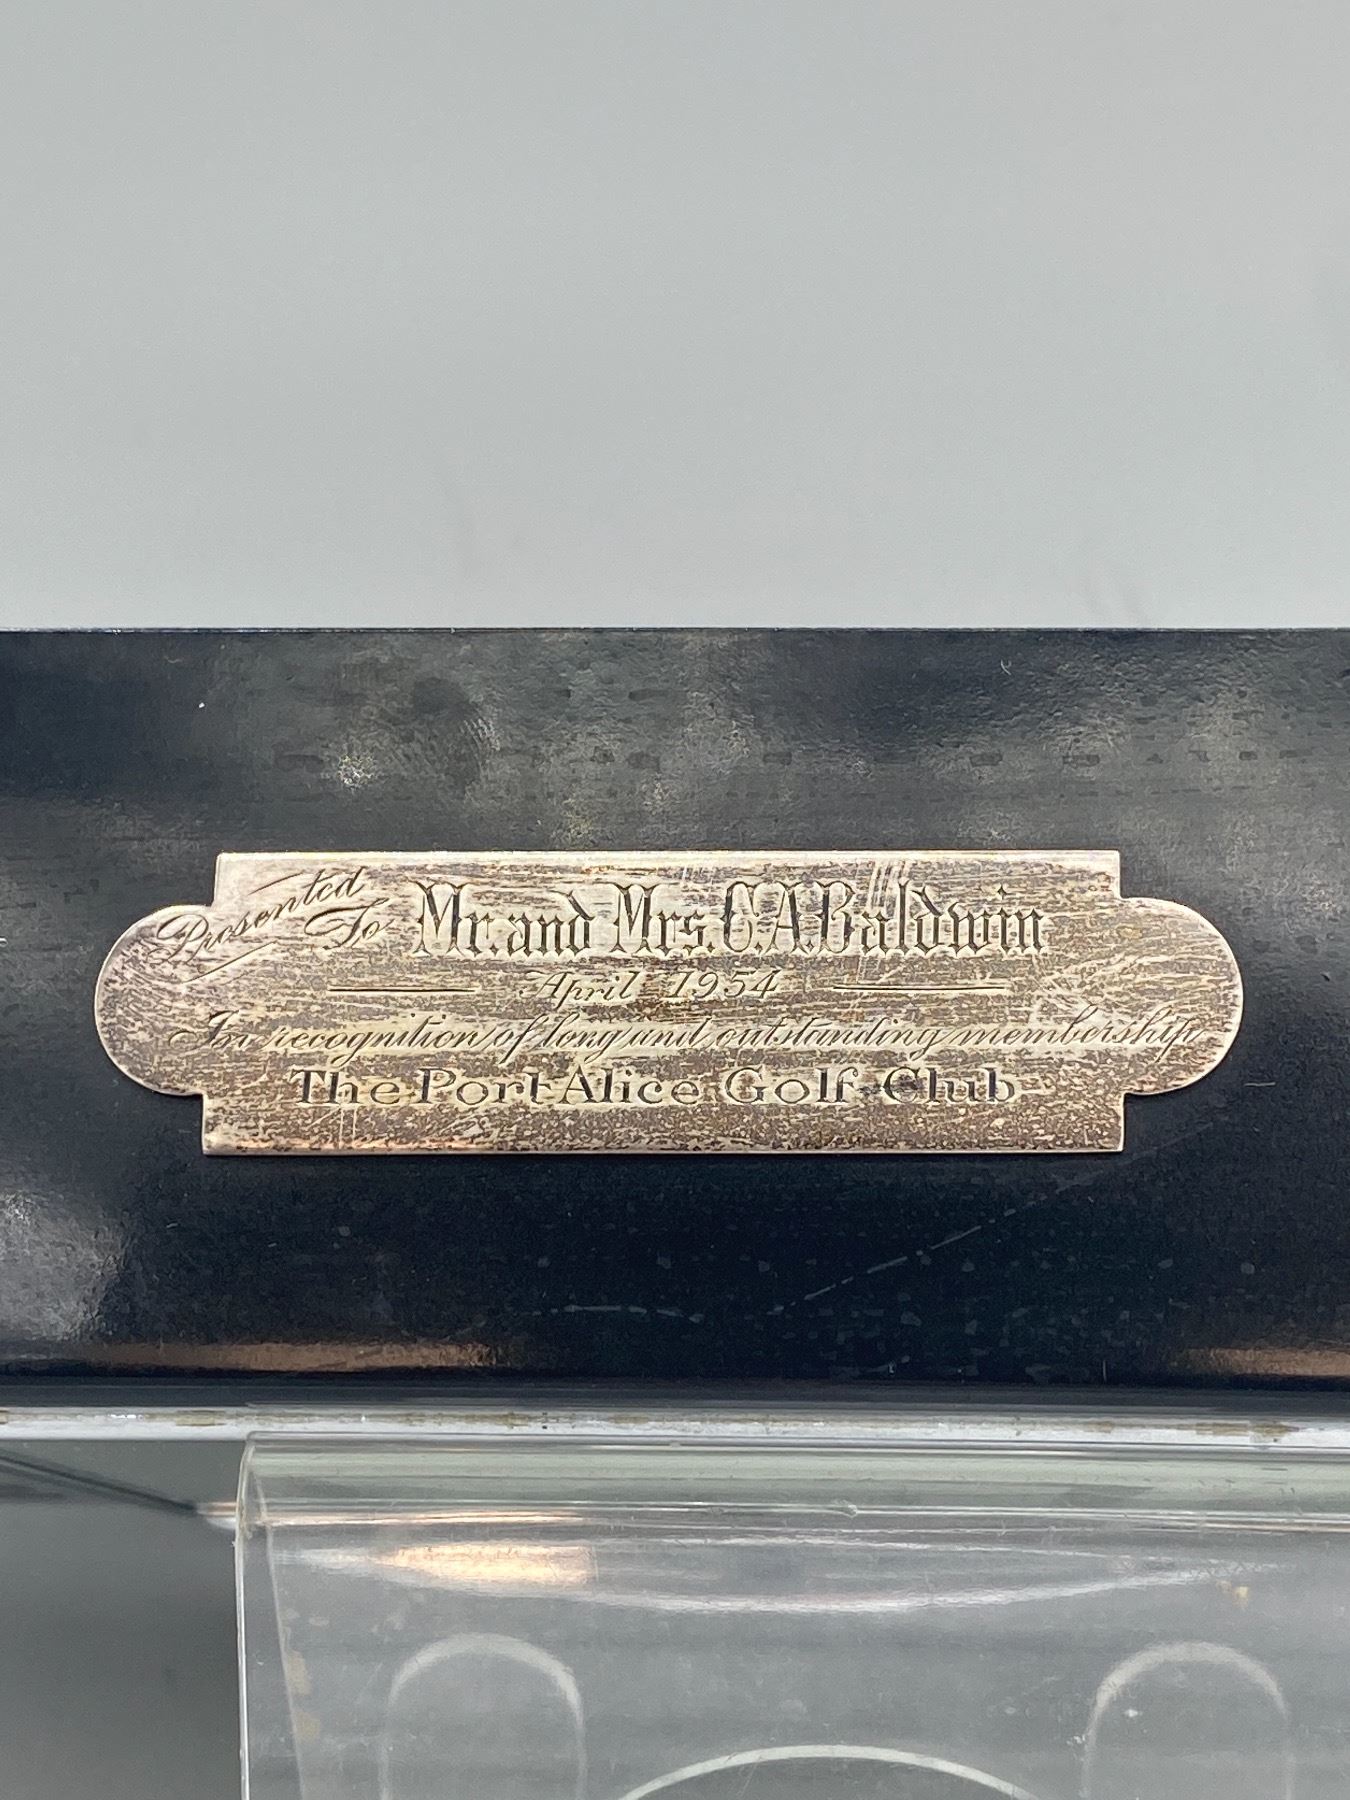 Presented To Mr. and Mrs. C. A. Baldwin
April 1954
In recognition of long and outstanding membership
The Port Alice Golf Club